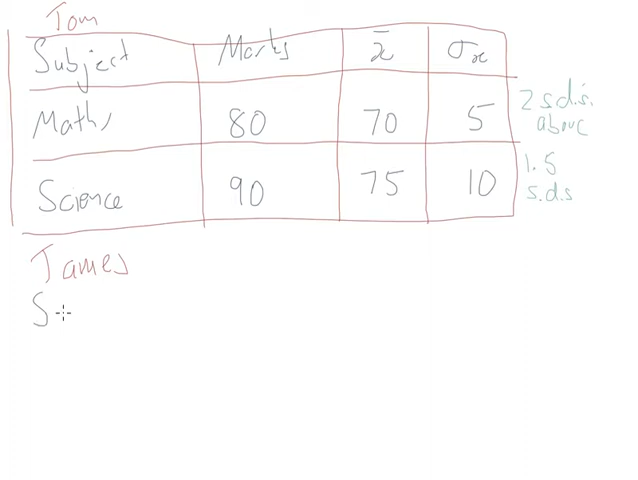 Tom
Subject Marks x̄ σx
Maths 80 70 5 2 s.d.'s. above
Science 90 75 10 1.5 s.d.s
James
S